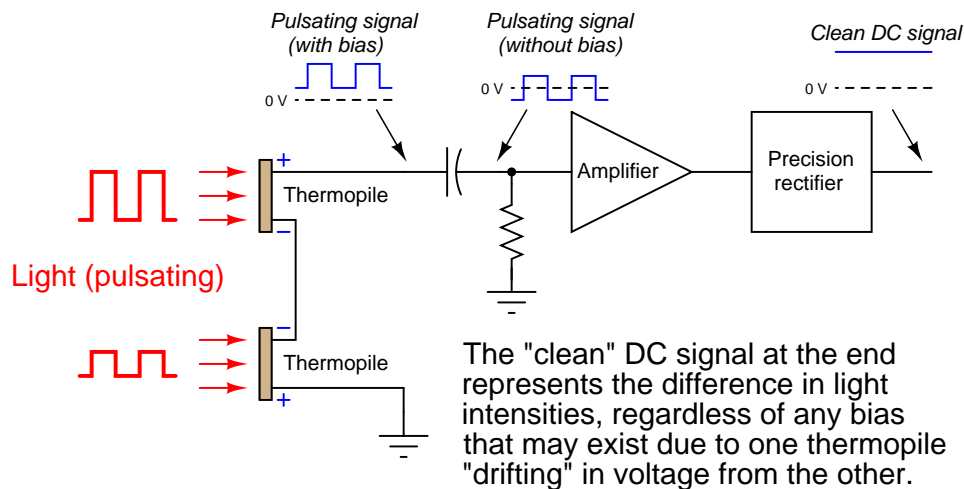 Pulsating signal
(with bias)
Pulsating signal
(without bias)
Clean DC signal
0 V
0 V
0 V
+
Thermopile
−
Amplifier
Precision
rectifier
Light (pulsating)
−
Thermopile
+
The "clean" DC signal at the end
represents the difference in light
intensities, regardless of any bias
that may exist due to one thermopile
"drifting" in voltage from the other.